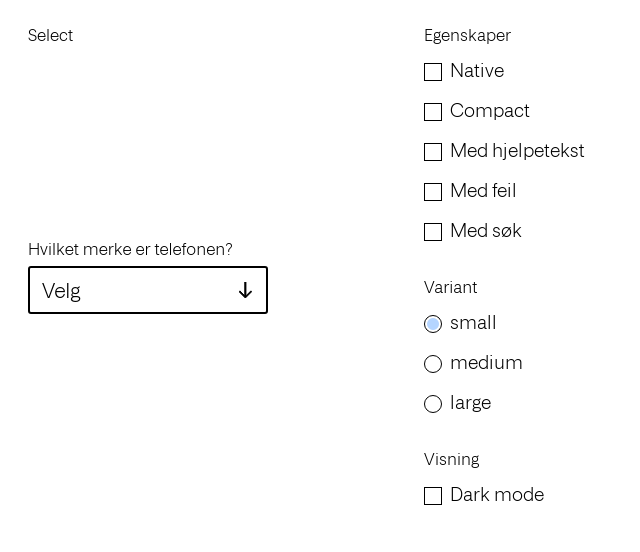 Select
Hvilket merke er telefonen?
Velg
Egenskaper
Native
Compact
Med hjelpetekst
Med feil
Med søk
Variant
small
medium
large
Visning
Dark mode